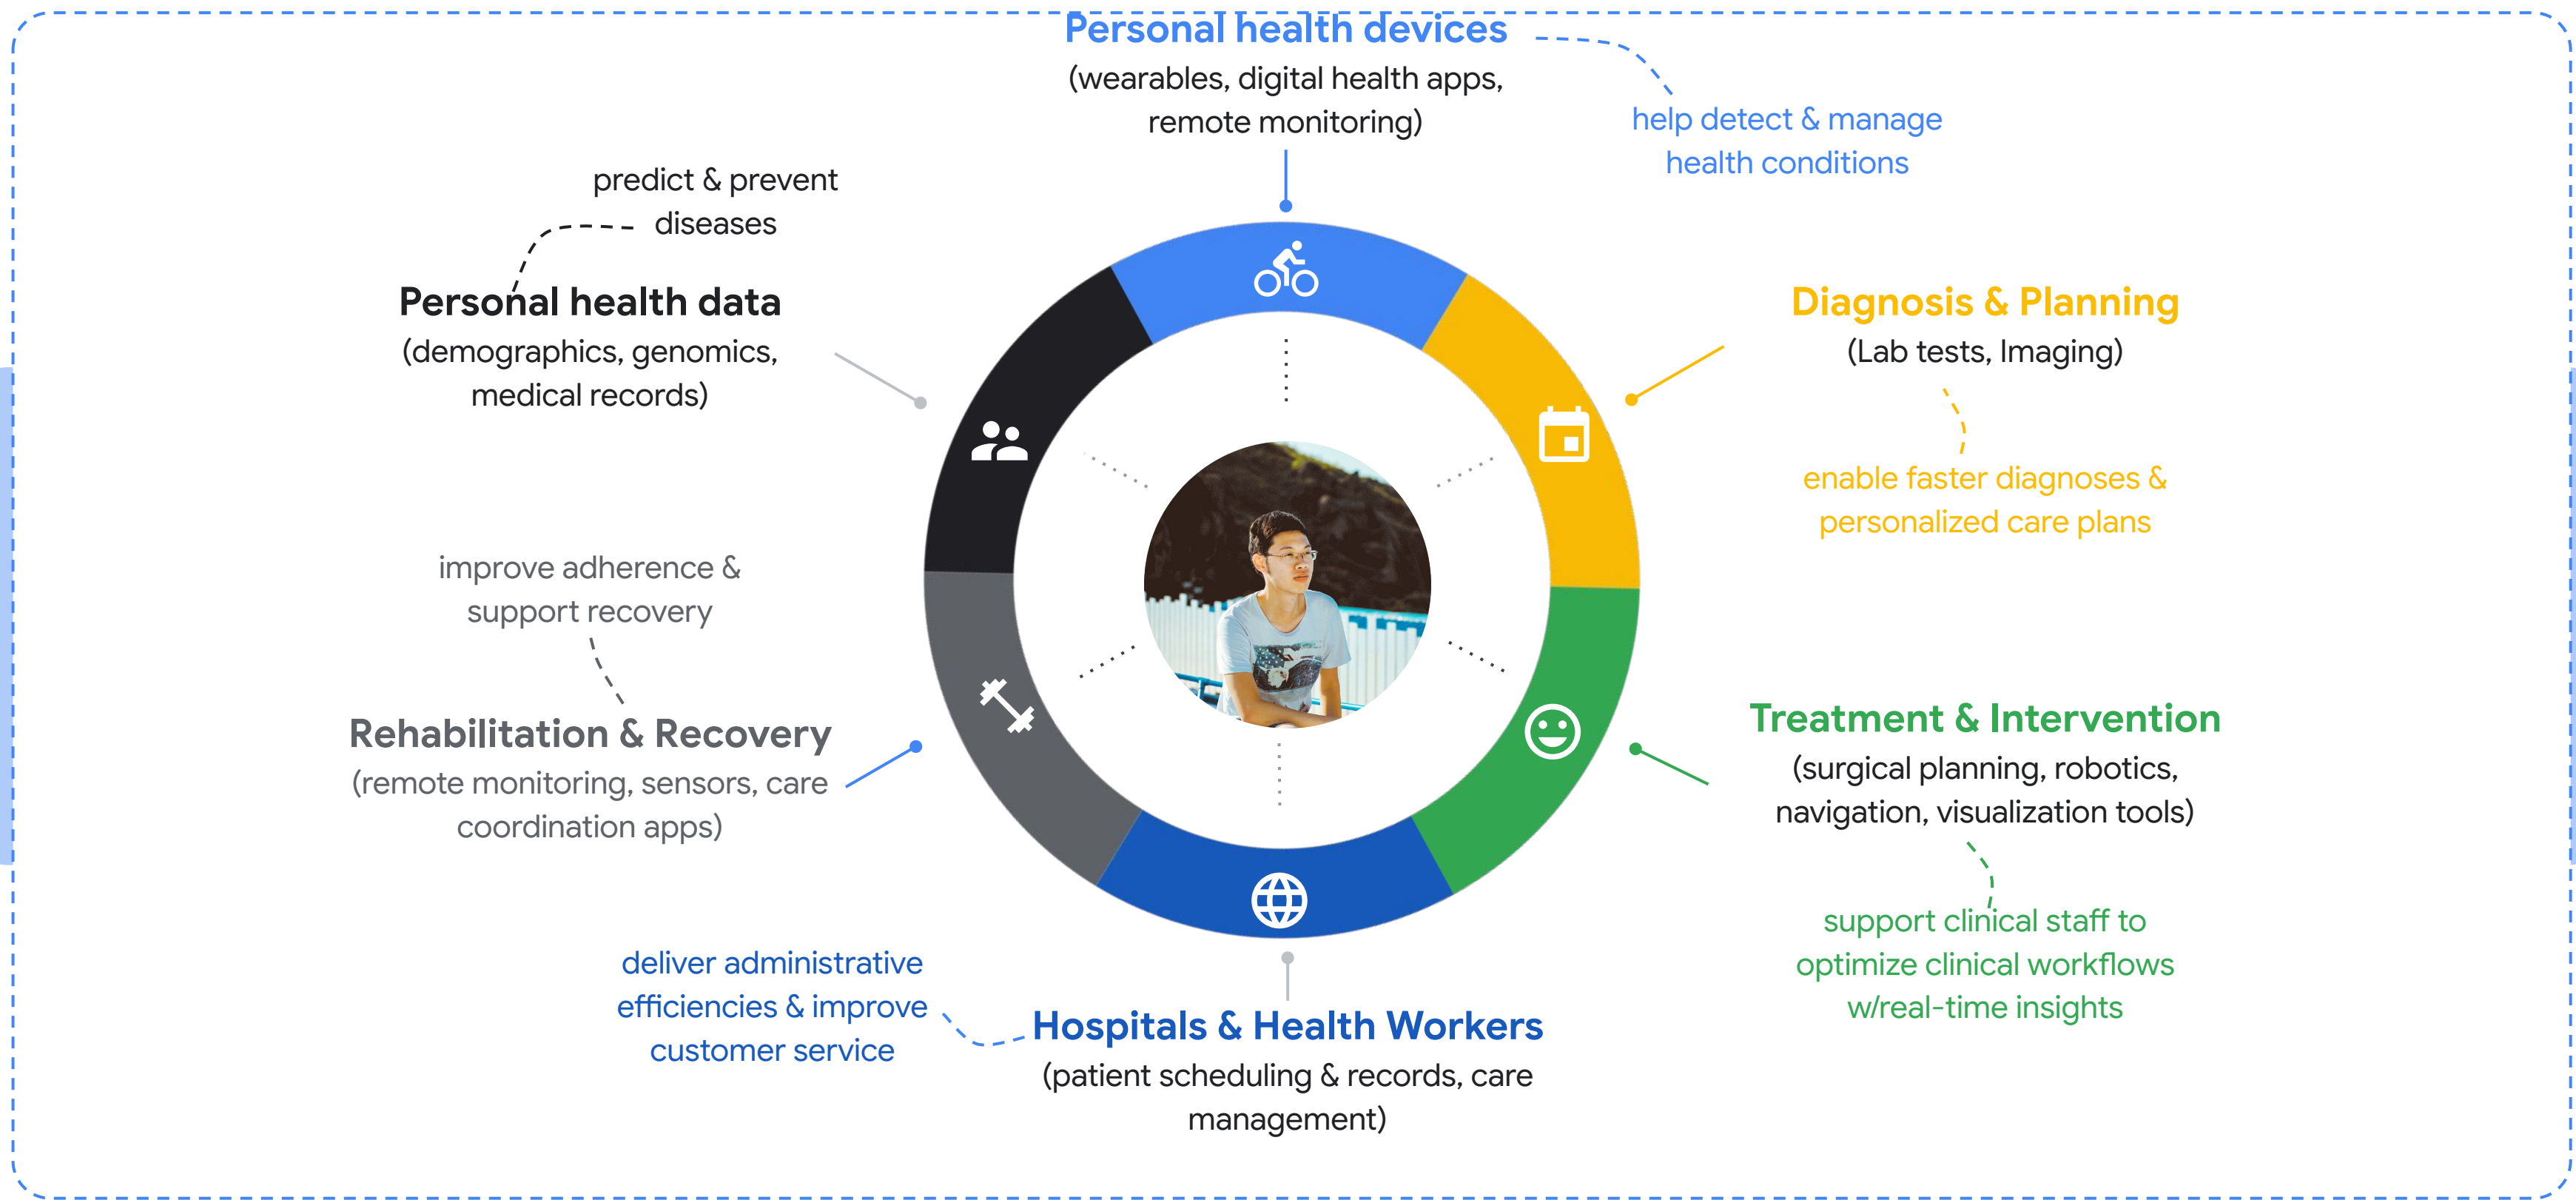 Personal health devices
(wearables, digital health apps,
remote monitoring)
help detect & manage
health conditions
predict & prevent
diseases
Personal health data
(demographics, genomics,
medical records)
Diagnosis & Planning
(Lab tests, Imaging)
enable faster diagnoses &
personalized care plans
improve adherence &
support recovery
Rehabilitation & Recovery
(remote monitoring, sensors, care
coordination apps)
Treatment & Intervention
(surgical planning, robotics,
navigation, visualization tools)
support clinical staff to
optimize clinical workflows
w/real-time insights
deliver administrative
efficiencies & improve
customer service
Hospitals & Health Workers
(patient scheduling & records, care
management)